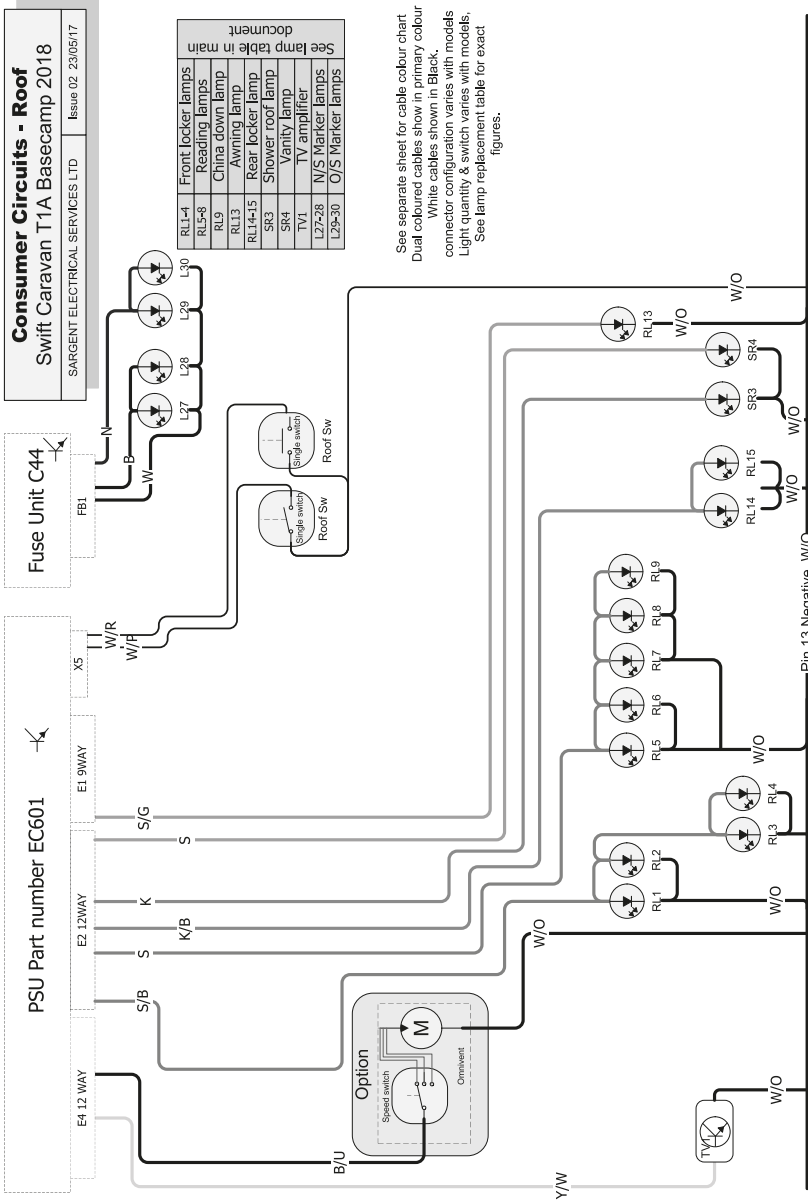 Consumer Circuits - Roof
Swift Caravan T1A Basecamp 2018
SARGENT ELECTRICAL SERVICES LTD
Issue 02 23/05/17
Fuse Unit C44
FB1
PSU Part number EC601
X5
E1 9WAY
E2 12WAY
E4 12 WAY
RL1-4 Front locker lamps
RL5-8 Reading lamps
RL9 China down lamp
RL13 Awning lamp
RL14-15 Rear locker lamp
SR3 Shower roof lamp
SR4 Vanity lamp
TV1 TV amplifier
L27-28 N/S Marker lamps
L29-30 O/S Marker lamps
See lamp table in main
document
See separate sheet for cable colour chart
Dual coloured cables show in primary colour
White cables shown in Black.
connector configuration varies with models
Light quantity & switch varies with models,
See lamp replacement table for exact
figures.
N
B
W
L27
L28
L29
L30
W/R
W/P
Single switch
Roof Sw
Single switch
Roof Sw
S/G
S
K
K/B
S
S/B
B/U
Y/W
Option
Speed switch
M
Omnivent
W/O
RL13
W/O
SR4
SR3
W/O
RL15
RL14
W/O
RL9
RL8
RL7
RL6
RL5
W/O
RL4
RL3
RL2
RL1
W/O
W/O
TV1
W/O
Pin 13 Negative W/O